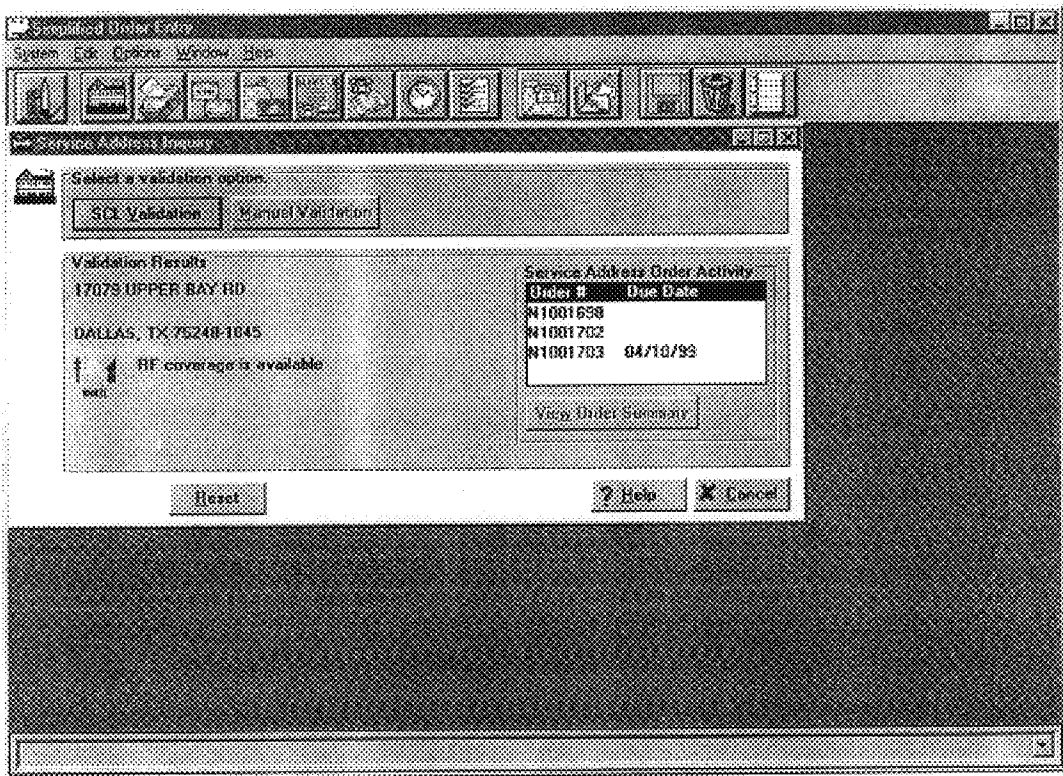 Simplified Order Entry
System Edit Options Window Help
Service Address Inquiry
Select a validation option
SCL Validation Manual Validation
Validation Results
17079 UPPER BAY RD
DALLAS, TX,75248-1045
RF coverage is available
Service Address Order Activity
Order # Due Date
N1001698
N1001702
N1001703 04/10/99
View Order Summary
Reset
? Help
Cancel